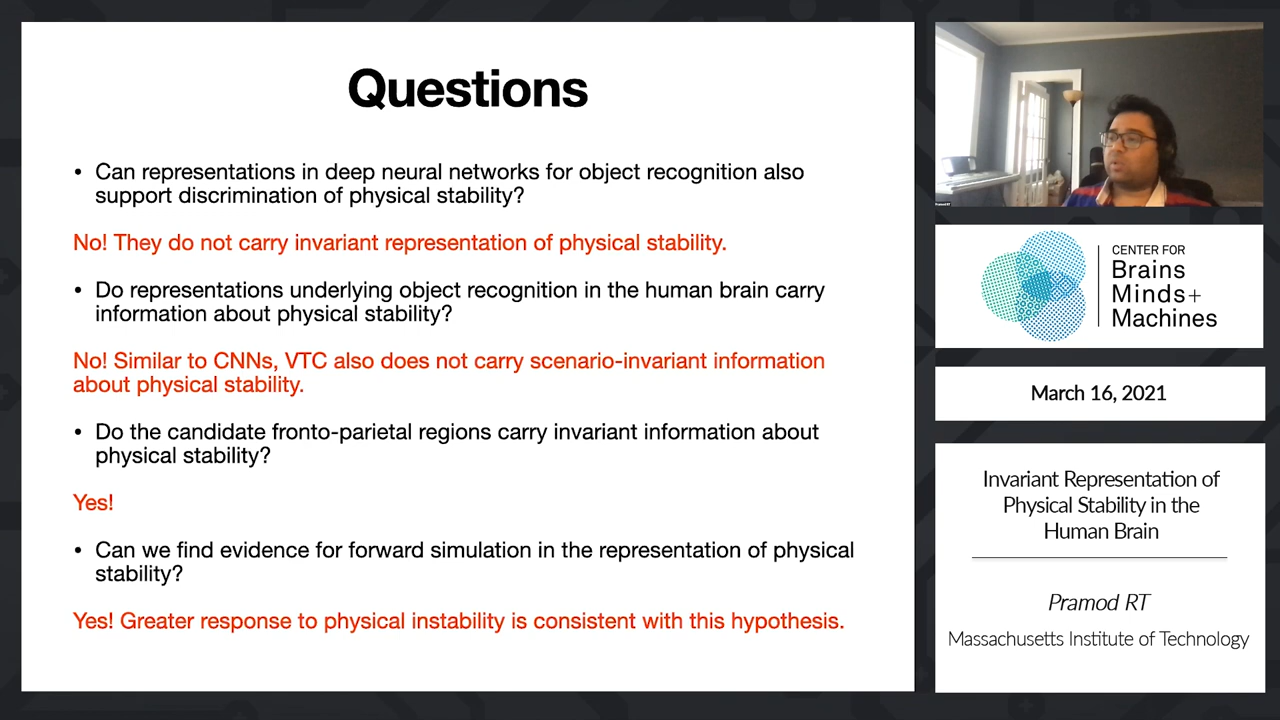 Questions
• Can representations in deep neural networks for object recognition also
support discrimination of physical stability?
No! They do not carry invariant representation of physical stability.
• Do representations underlying object recognition in the human brain carry
information about physical stability?
No! Similar to CNNs, VTC also does not carry scenario-invariant information
about physical stability.
• Do the candidate fronto-parietal regions carry invariant information about
physical stability?
Yes!
• Can we find evidence for forward simulation in the representation of physical
stability?
Yes! Greater response to physical instability is consistent with this hypothesis.
Pramod RT
CENTER FOR
Brains
Minds+
Machines
March 16, 2021
Invariant Representation of
Physical Stability in the
Human Brain
Pramod RT
Massachusetts Institute of Technology